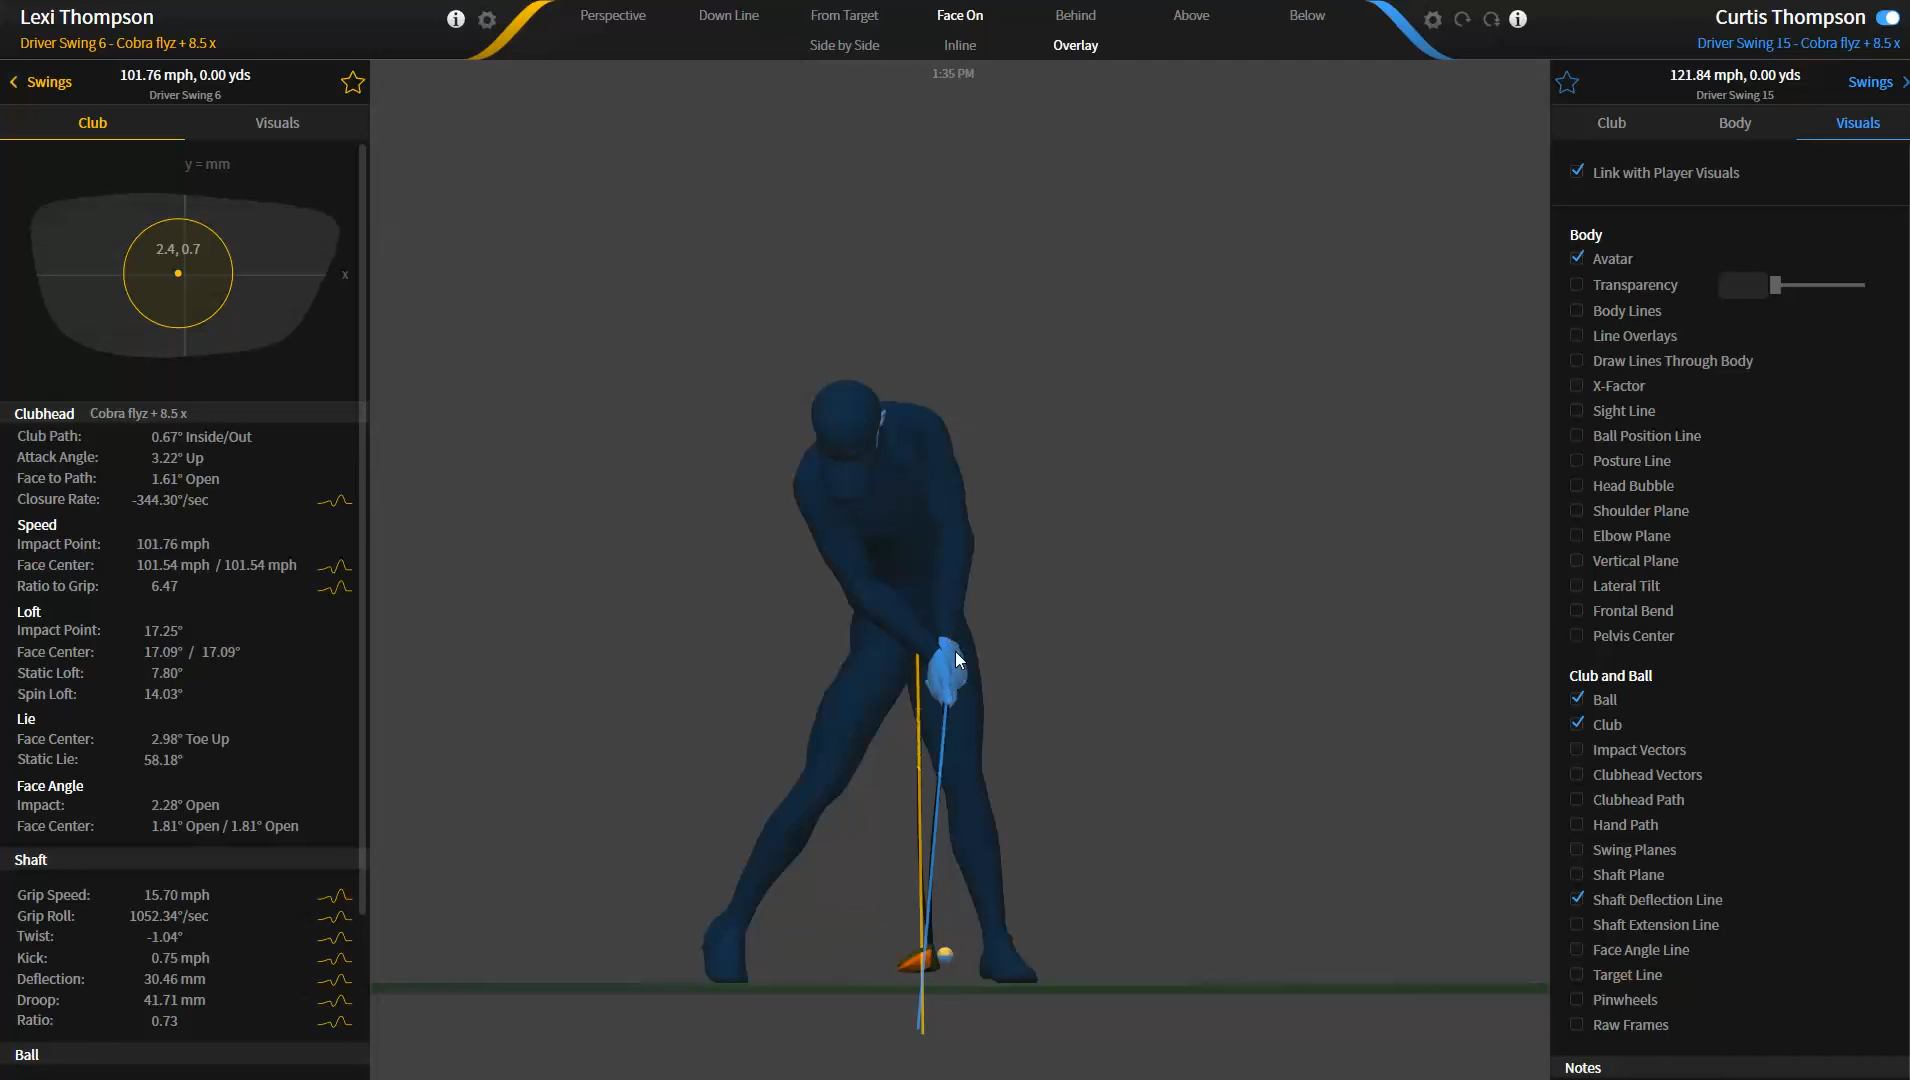 Lexi Thompson
Driver Swing 6 - Cobra flyz + 8.5 x
Perspective Down Line From Target Face On Behind Above Below
Side by Side Inline Overlay
Curtis Thompson
Driver Swing 15 - Cobra flyz + 8.5 x
1:35 PM
Swings
101.76 mph, 0.00 yds
Driver Swing 6
Club Visuals
y = mm
2.4, 0.7
x
Clubhead Cobra flyz + 8.5 x
Club Path: 0.67° Inside/Out
Attack Angle: 3.22° Up
Face to Path: 1.61° Open
Closure Rate: -344.30°/sec
Speed
Impact Point: 101.76 mph
Face Center: 101.54 mph / 101.54 mph
Ratio to Grip: 6.47
Loft
Impact Point: 17.25°
Face Center: 17.09° / 17.09°
Static Loft: 7.80°
Spin Loft: 14.03°
Lie
Face Center: 2.98° Toe Up
Static Lie: 58.18°
Face Angle
Impact: 2.28° Open
Face Center: 1.81° Open / 1.81° Open
Shaft
Grip Speed: 15.70 mph
Grip Roll: 1052.34°/sec
Twist: -1.04°
Kick: 0.75 mph
Deflection: 30.46 mm
Droop: 41.71 mm
Ratio: 0.73
Ball
121.84 mph, 0.00 yds
Driver Swing 15
Swings
Club Body Visuals
Link with Player Visuals
Body
Avatar
Transparency
Body Lines
Line Overlays
Draw Lines Through Body
X-Factor
Sight Line
Ball Position Line
Posture Line
Head Bubble
Shoulder Plane
Elbow Plane
Vertical Plane
Lateral Tilt
Frontal Bend
Pelvis Center
Club and Ball
Ball
Club
Impact Vectors
Clubhead Vectors
Clubhead Path
Hand Path
Swing Planes
Shaft Plane
Shaft Deflection Line
Shaft Extension Line
Face Angle Line
Target Line
Pinwheels
Raw Frames
Notes